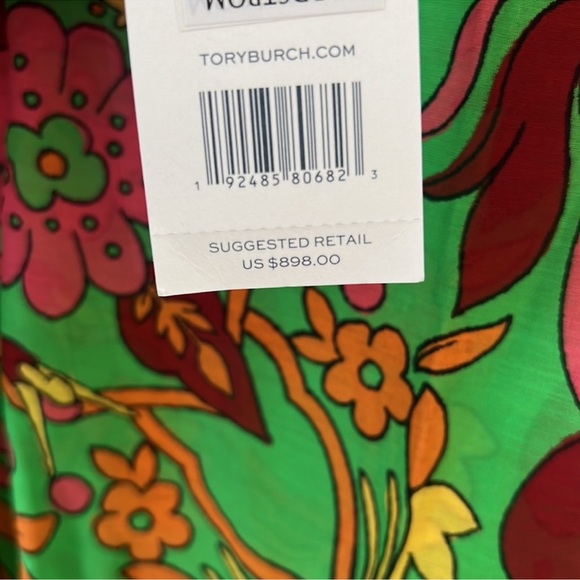 TORYBURCH.COM
1 92485 80682 3
SUGGESTED RETAIL
US $898.00